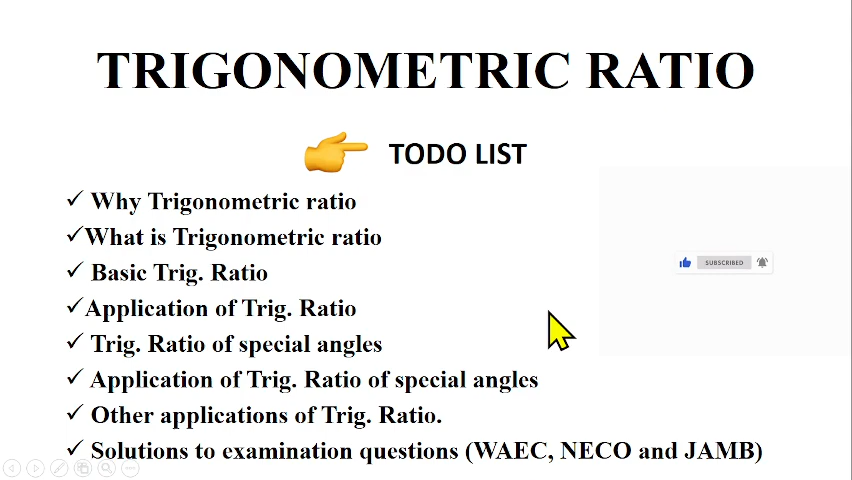 TRIGONOMETRIC RATIO
TODO LIST
Why Trigonometric ratio
What is Trigonometric ratio
Basic Trig. Ratio
Application of Trig. Ratio
SUBSCRIBED
Trig. Ratio of special angles
Application of Trig. Ratio of special angles
Other applications of Trig. Ratio.
Solutions to examination questions (WAEC, NECO and JAMB)